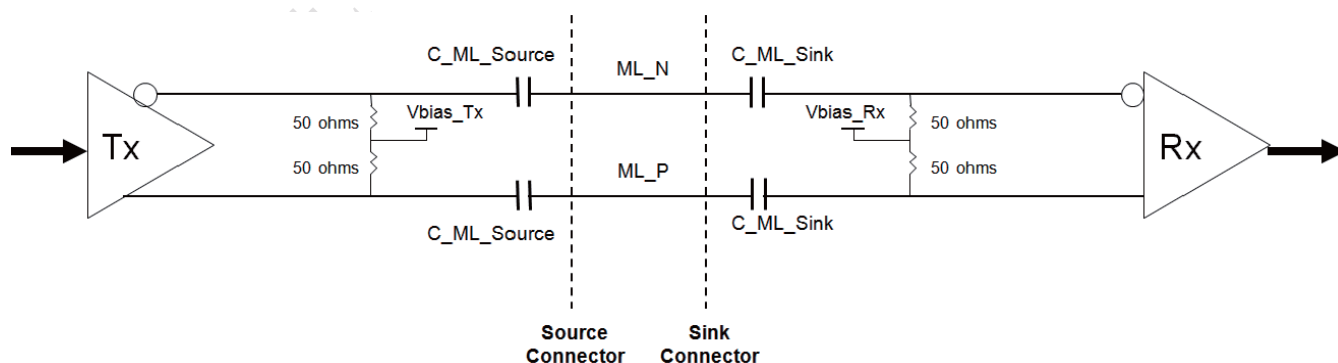 C_ML_Source
ML_N
C_ML_Sink
Vbias_Tx
Vbias_Rx
50 ohms
50 ohms
Tx
Rx
50 ohms
50 ohms
ML_P
C_ML_Source
C_ML_Sink
Source
Connector
Sink
Connector